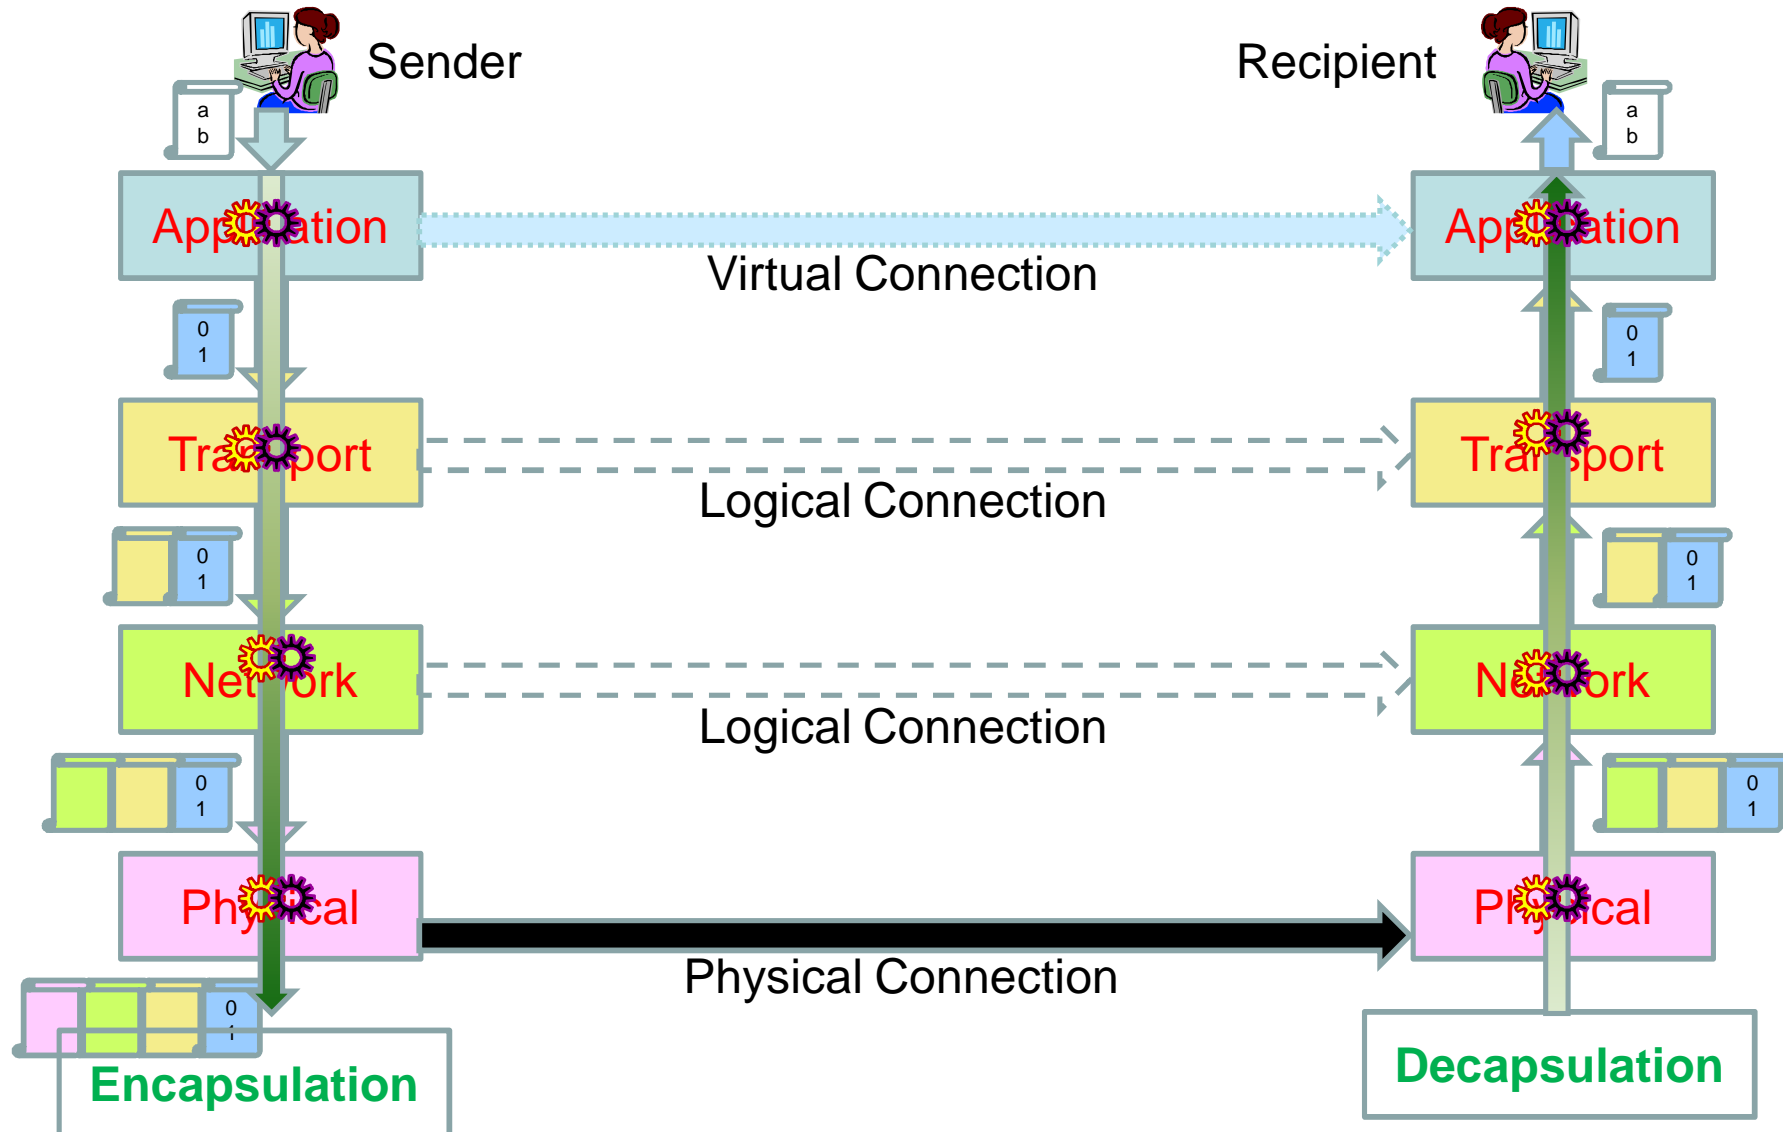 Sender
Recipient
a
b
a
b
Application
Application
Virtual Connection
0
1
0
1
Transport
Transport
Logical Connection
0
1
0
1
Network
Network
Logical Connection
0
1
0
1
Physical
Physical
Physical Connection
0
1
Encapsulation
Decapsulation